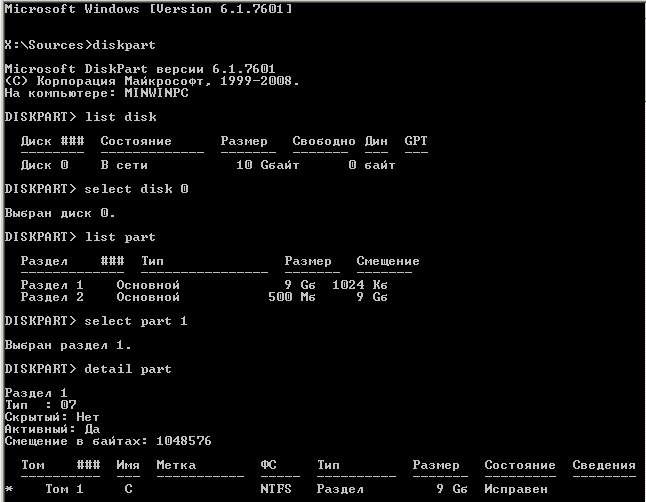 Microsoft Windows [Version 6.1.7601]
X:\Sources>diskpart
Microsoft DiskPart версии 6.1.7601
(C) Корпорация Майкрософт, 1999-2008.
На компьютере: MINWINPC
DISKPART> list disk
Диск ### Состояние Размер Свободно Дин GPT
-------- ------------- ------- ------- --- ---
Диск 0 В сети 10 Gбайт 0 байт
DISKPART> select disk 0
Выбран диск 0.
DISKPART> list part
Раздел ### Тип Размер Смещение
------------- ---------------- ------- -------
Раздел 1 Основной 9 Gб 1024 Kб
Раздел 2 Основной 500 Mб 9 Gб
DISKPART> select part 1
Выбран раздел 1.
DISKPART> detail part
Раздел 1
Тип : 07
Скрытый: Нет
Активный: Да
Смещение в байтах: 1048576
Том ### Имя Метка ФС Тип Размер Состояние Сведения
---------- --- ----------- ----- ---------- ------- --------- --------
* Том 1 C NTFS Раздел 9 Gб Исправен